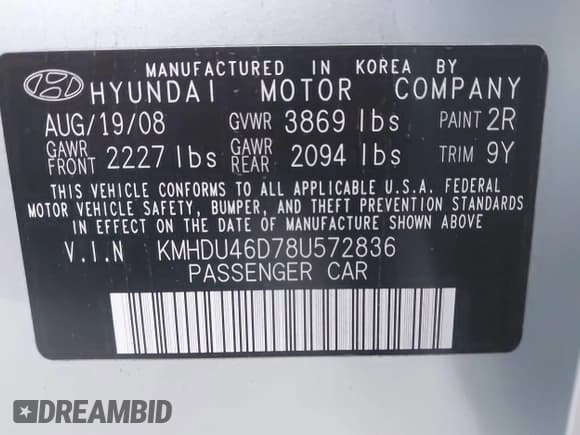 MANUFACTURED IN KOREA BY
HYUNDAI MOTOR COMPANY
AUG/19/08 GVWR 3869 lbs PAINT 2R
GAWR FRONT 2227 lbs GAWR REAR 2094 lbs TRIM 9Y
THIS VEHICLE CONFORMS TO ALL APPLICABLE U.S.A. FEDERAL
MOTOR VEHICLE SAFETY, BUMPER, AND THEFT PREVENTION STANDARDS
IN EFFECT ON THE DATE OF MANUFACTURE SHOWN ABOVE
V.I.N KMHDU46D78U572836
PASSENGER CAR
DREAMBID